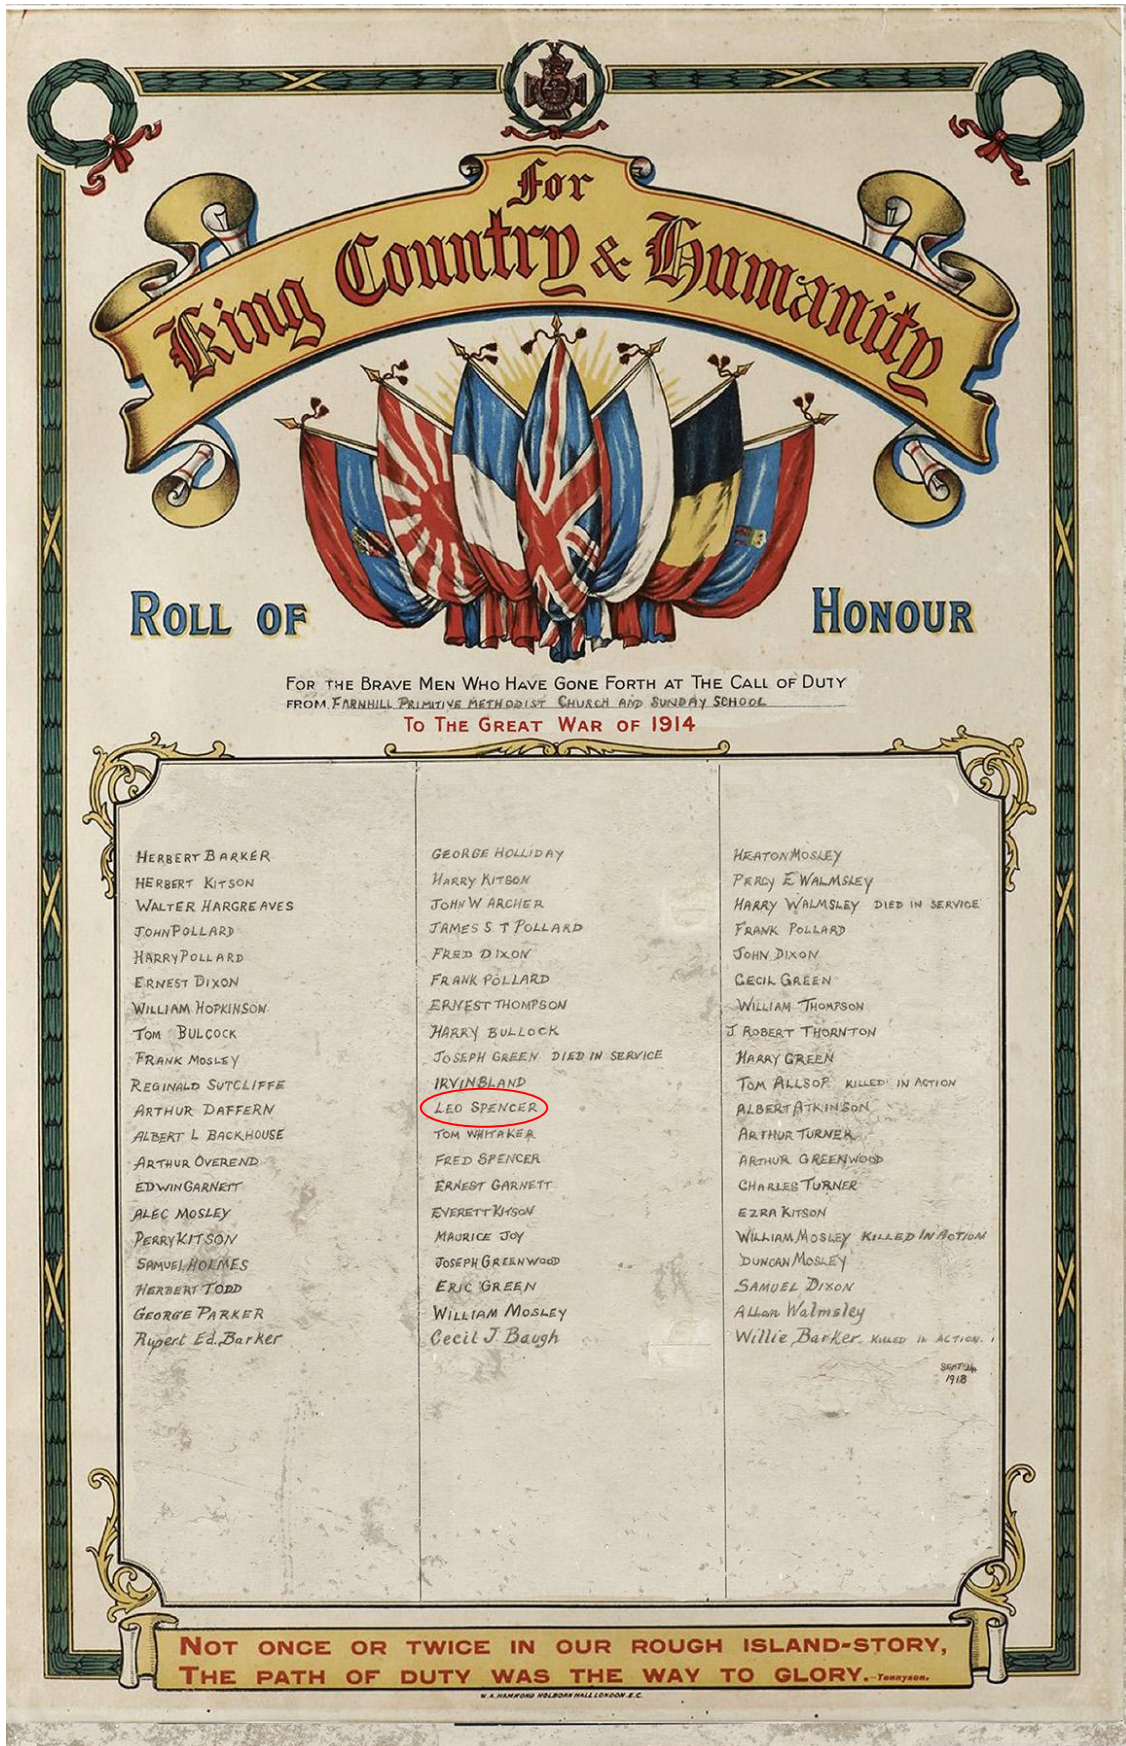 For
King Country & Humanity
ROLL OF HONOUR
FOR THE BRAVE MEN WHO HAVE GONE FORTH AT THE CALL OF DUTY
FROM FARNHILL PRIMITIVE METHODIST CHURCH AND SUNDAY SCHOOL
TO THE GREAT WAR OF 1914
HERBERT BARKER
HERBERT KITSON
WALTER HARGREAVES
JOHN POLLARD
HARRY POLLARD
ERNEST DIXON
WILLIAM HOPKINSON
TOM BULCOCK
FRANK MOSLEY
REGINALD SUTCLIFFE
ARTHUR DAFFERN
ALBERT L BACKHOUSE
ARTHUR OVEREND
EDWIN GARNETT
ALEC MOSLEY
PERRY KITSON
SAMUEL HOLMES
HERBERT TODD
GEORGE PARKER
Rupert Ed. Barker
GEORGE HOLLIDAY
HARRY KITSON
JOHN W ARCHER
JAMES S T POLLARD
FRED DIXON
FRANK POLLARD
ERNEST THOMPSON
HARRY BULLOCK
JOSEPH GREEN DIED IN SERVICE
IRVIN BLAND
LEO SPENCER
TOM WHITAKER
FRED SPENCER
ERNEST GARNETT
EVERETT KITSON
MAURICE JOY
JOSEPH GREENWOOD
ERIC GREEN
WILLIAM MOSLEY
Cecil J Baugh
HEATON MOSLEY
PERCY E WALMSLEY
HARRY WALMSLEY DIED IN SERVICE
FRANK POLLARD
JOHN DIXON
CECIL GREEN
WILLIAM THOMPSON
J ROBERT THORNTON
HARRY GREEN
TOM ALLSOP KILLED IN ACTION
ALBERT ATKINSON
ARTHUR TURNER
ARTHUR GREENWOOD
CHARLES TURNER
EZRA KITSON
WILLIAM MOSLEY KILLED IN ACTION
DUNCAN MOSLEY
SAMUEL DIXON
Allan Walmsley
Willie Barker KILLED IN ACTION.
SEPT 24
1918
NOT ONCE OR TWICE IN OUR ROUGH ISLAND-STORY,
THE PATH OF DUTY WAS THE WAY TO GLORY.-Tennyson.
W.A. HAMMOND HOLBORN HALL LONDON. E.C.